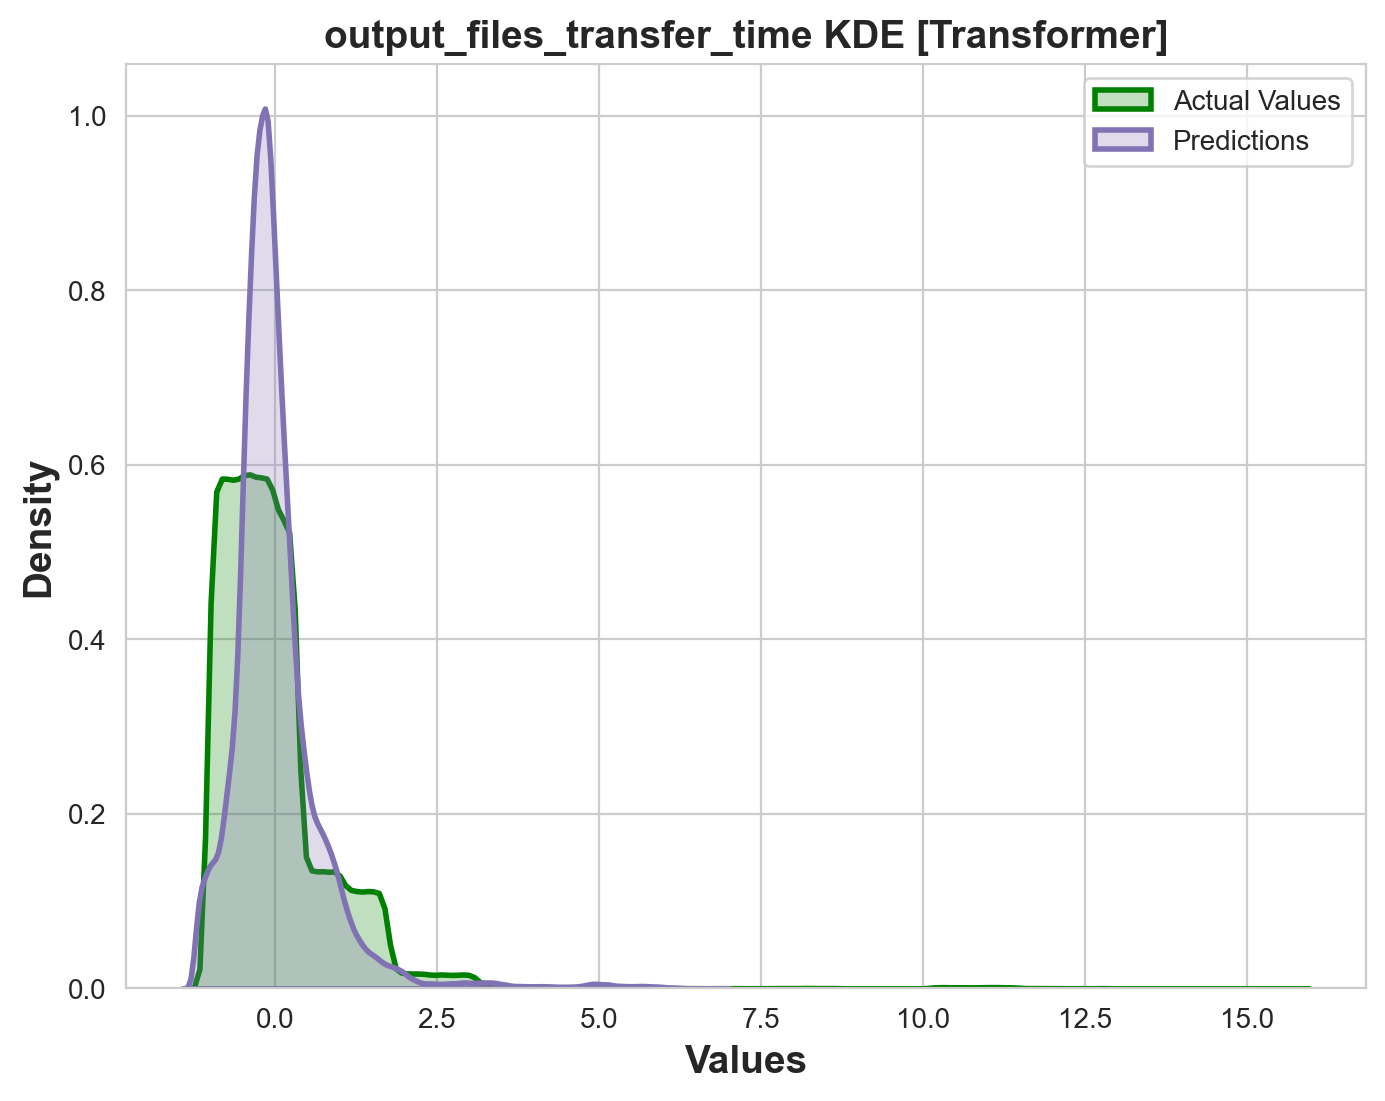 output_files_transfer_time KDE [Transformer]
Actual Values
Predictions
1.0
0.8
0.6
0.4
0.2
0.0
Density
0.0 2.5 5.0 7.5 10.0 12.5 15.0
Values